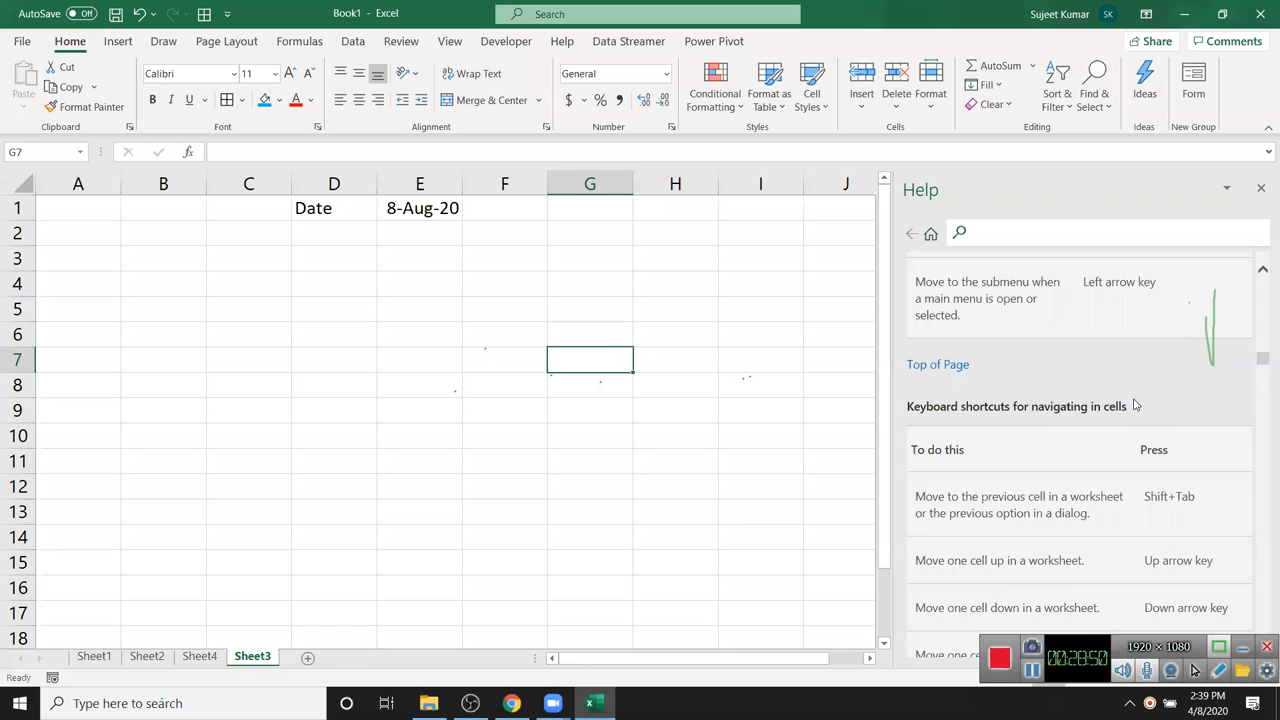 AutoSave Off Book1 - Excel Search Sujeet Kumar SK
File Home Insert Draw Page Layout Formulas Data Review View Developer Help Data Streamer Power Pivot Share Comments
Paste Cut Copy Format Painter Clipboard
Calibri 11 A A B I U A Font
Wrap Text Merge & Center Alignment
General $ % , Number
Conditional Formatting Format as Table Cell Styles Styles
Insert Delete Format Cells
AutoSum Fill Clear Sort & Filter Find & Select Editing
Ideas Ideas
Form New Group
G7 fx
A B C D E F G H I J
1 Date 8-Aug-20
2
3
4
5
6
7
8
9
10
11
12
13
14
15
16
17
18
Help
Move to the submenu when a main menu is open or selected. Left arrow key
Top of Page
Keyboard shortcuts for navigating in cells
To do this Press
Move to the previous cell in a worksheet or the previous option in a dialog. Shift+Tab
Move one cell up in a worksheet. Up arrow key
Move one cell down in a worksheet. Down arrow key
Sheet1 Sheet2 Sheet4 Sheet3
Ready
00:28:50 1920 × 1080
Type here to search
2:39 PM
4/8/2020